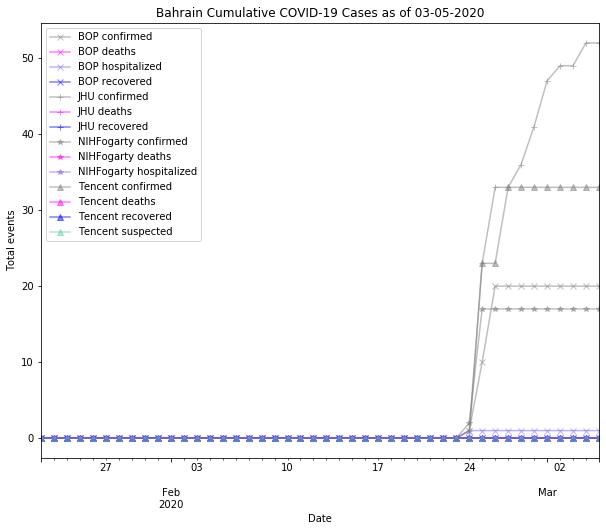 Bahrain Cumulative COVID-19 Cases as of 03-05-2020
BOP confirmed
BOP deaths
BOP hospitalized
BOP recovered
JHU confirmed
JHU deaths
JHU recovered
NIHFogarty confirmed
NIHFogarty deaths
NIHFogarty hospitalized
Tencent confirmed
Tencent deaths
Tencent recovered
Tencent suspected
Total events
50
40
30
20
10
0
27 03 10 17 24 02
Feb Mar
2020
Date